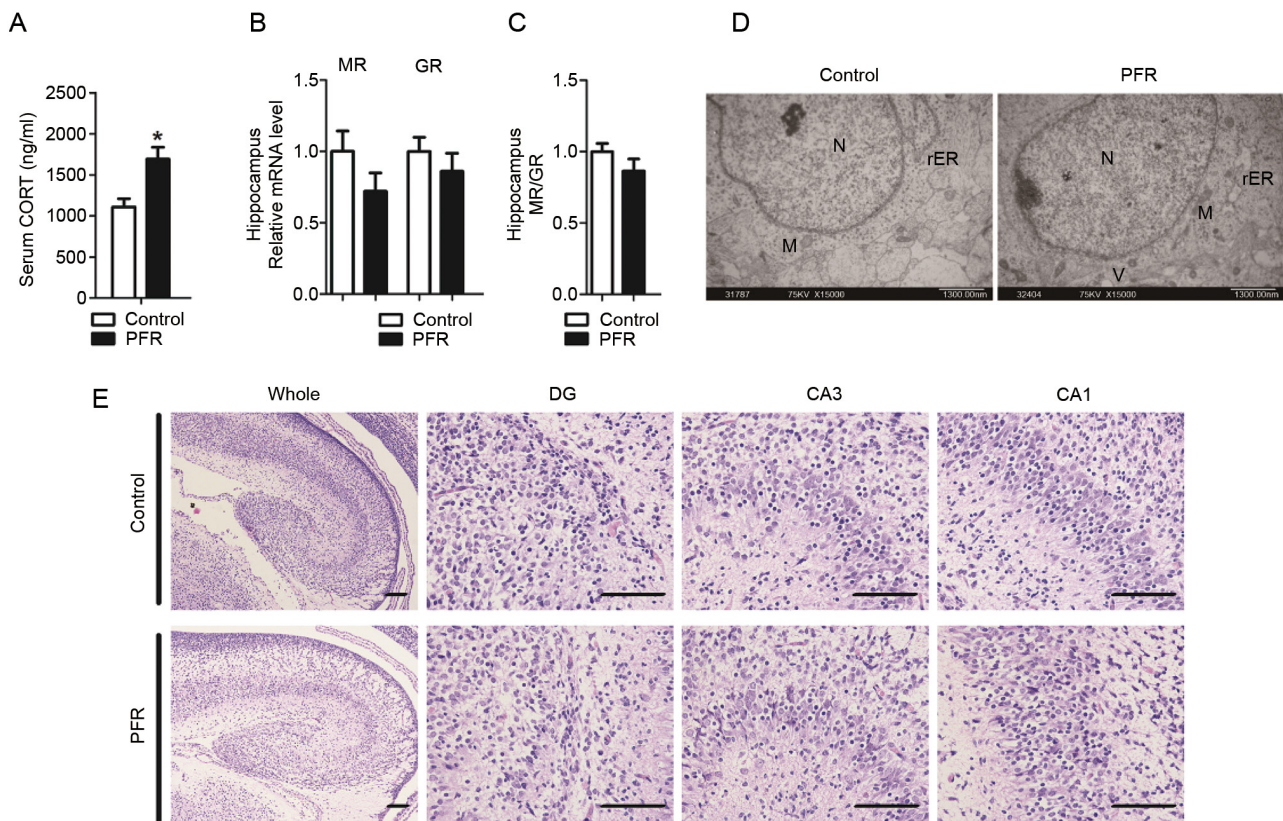 A
Serum CORT (ng/ml)
2500
2000
1500
1000
500
0
*
Control
PFR
B
Hippocampus
Relative mRNA level
MR
GR
1.5
1.0
0.5
0.0
Control
PFR
C
Hippocampus
MR/GR
1.5
1.0
0.5
0.0
Control
PFR
D
Control
PFR
N
rER
M
31787 75KV X15000 1300.00nm
N
rER
M
V
32404 75KV X15000 1300.00nm
E
Whole
DG
CA3
CA1
Control
PFR